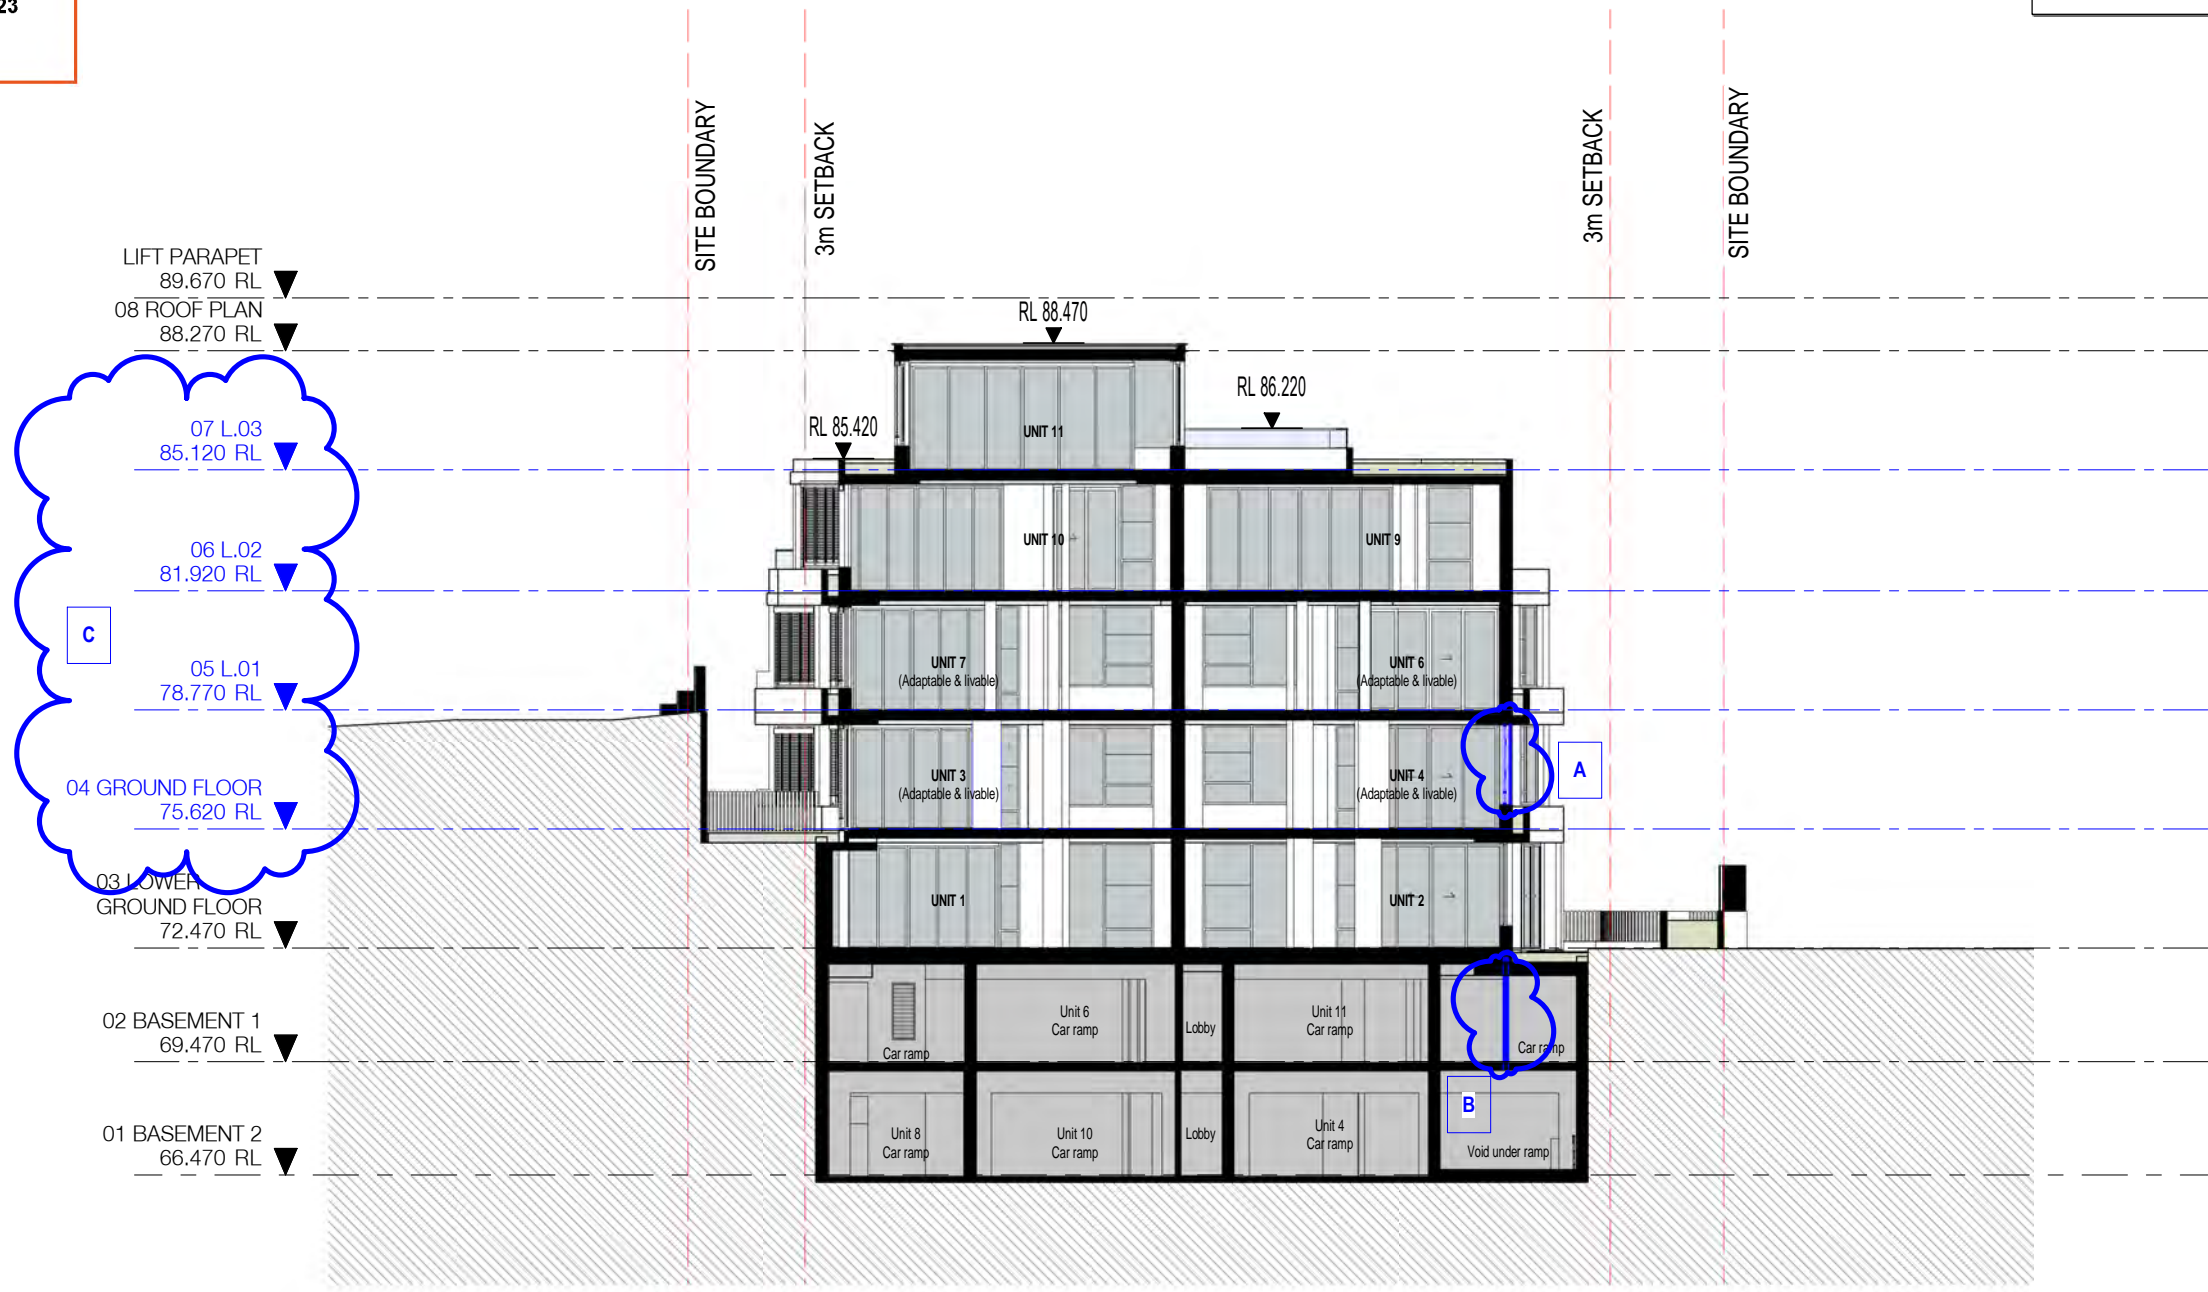 23
SITE BOUNDARY
3m SETBACK
3m SETBACK
SITE BOUNDARY
LIFT PARAPET
89.670 RL
08 ROOF PLAN
88.270 RL
RL 88.470
RL 86.220
RL 85.420
07 L.03
85.120 RL
UNIT 11
06 L.02
81.920 RL
UNIT 10
UNIT 9
C
05 L.01
78.770 RL
UNIT 7
(Adaptable & livable)
UNIT 6
(Adaptable & livable)
A
04 GROUND FLOOR
75.620 RL
UNIT 3
(Adaptable & livable)
UNIT 4
(Adaptable & livable)
03 LOWER
GROUND FLOOR
72.470 RL
UNIT 1
UNIT 2
02 BASEMENT 1
69.470 RL
Car ramp
Unit 6
Car ramp
Lobby
Unit 11
Car ramp
Car ramp
B
01 BASEMENT 2
66.470 RL
Unit 8
Car ramp
Unit 10
Car ramp
Lobby
Unit 4
Car ramp
Void under ramp